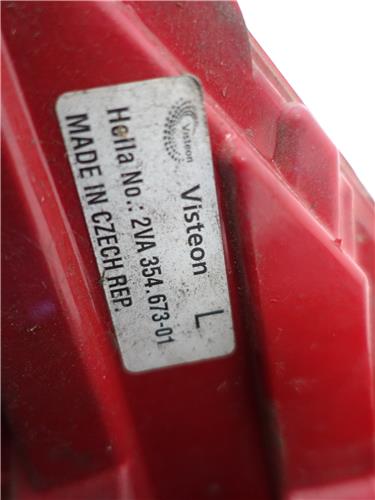 Visteon
Visteon L
Hella No.: 2VA 354.673-01
MADE IN CZECH REP.